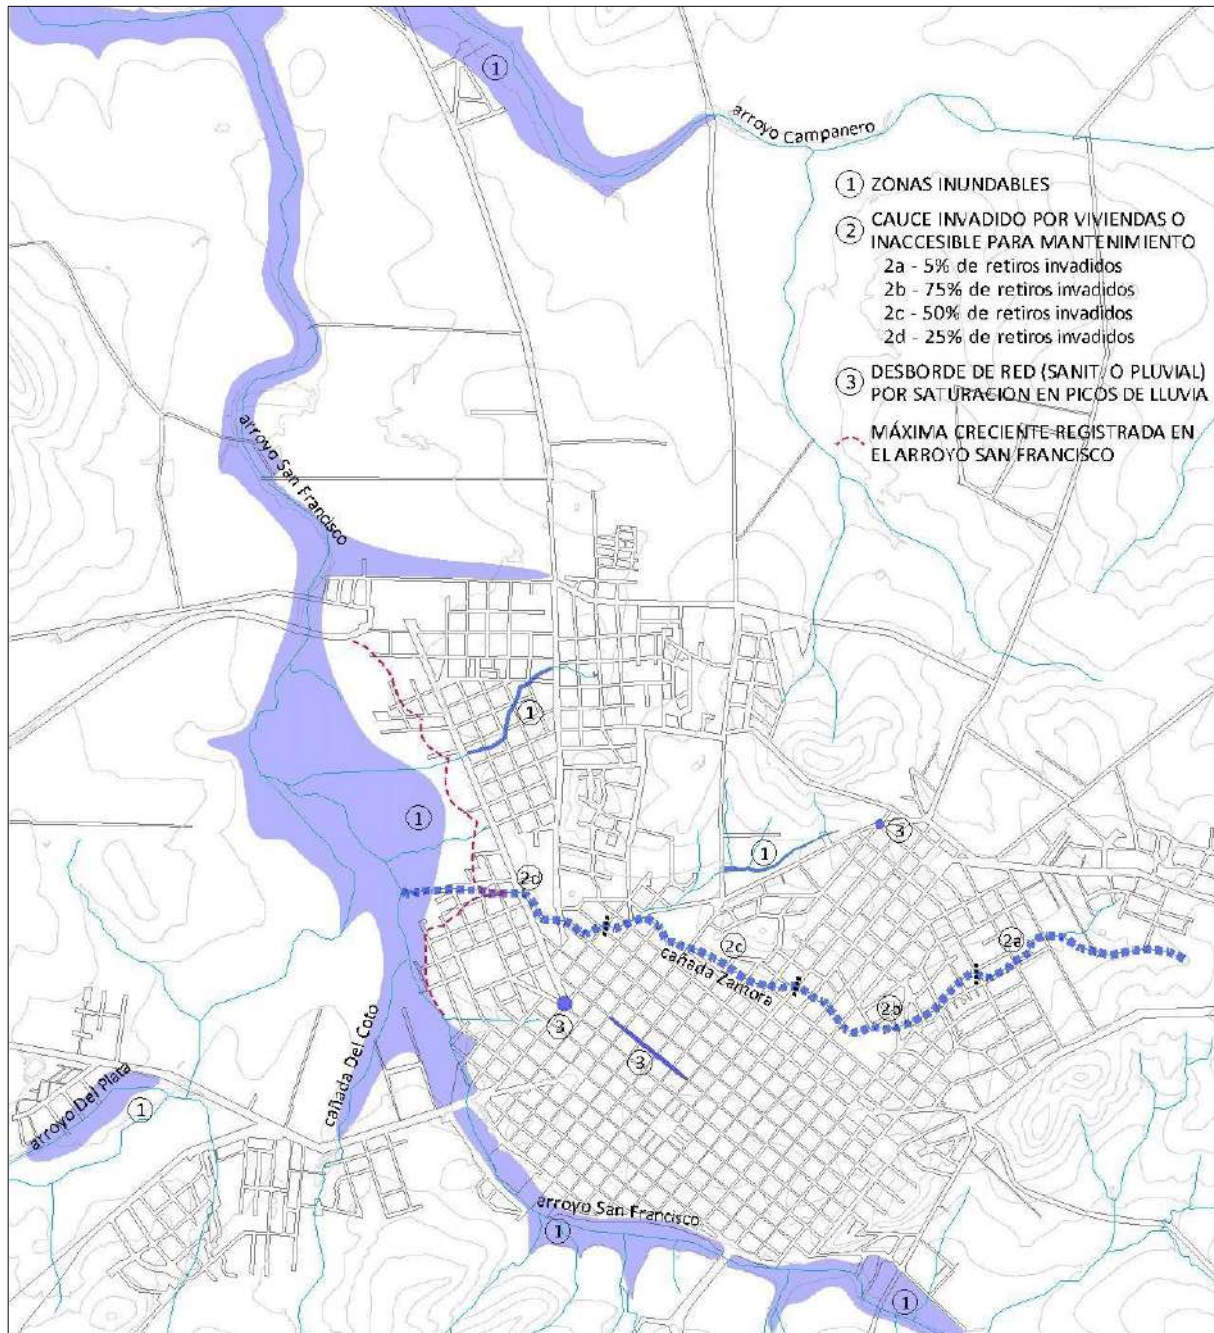 1
arroyo Campanero
1 ZONAS INUNDABLES
2 CAUCE INVADIDO POR VIVIENDAS O
INACCESIBLE PARA MANTENIMIENTO
2a - 5% de retiros invadidos
2b - 75% de retiros invadidos
2c - 50% de retiros invadidos
2d - 25% de retiros invadidos
3 DESBORDE DE RED (SANIT. O PLUVIAL)
POR SATURACION EN PICOS DE LLUVIA
MÁXIMA CRECIENTE REGISTRADA EN
EL ARROYO SAN FRANCISCO
arroyo San Francisco
1
1
3
1
2d
2c
2a
cañada Zamora
2b
3
3
cañada Del Coto
arroyo Del Plata
1
arroyo San Francisco
1
1